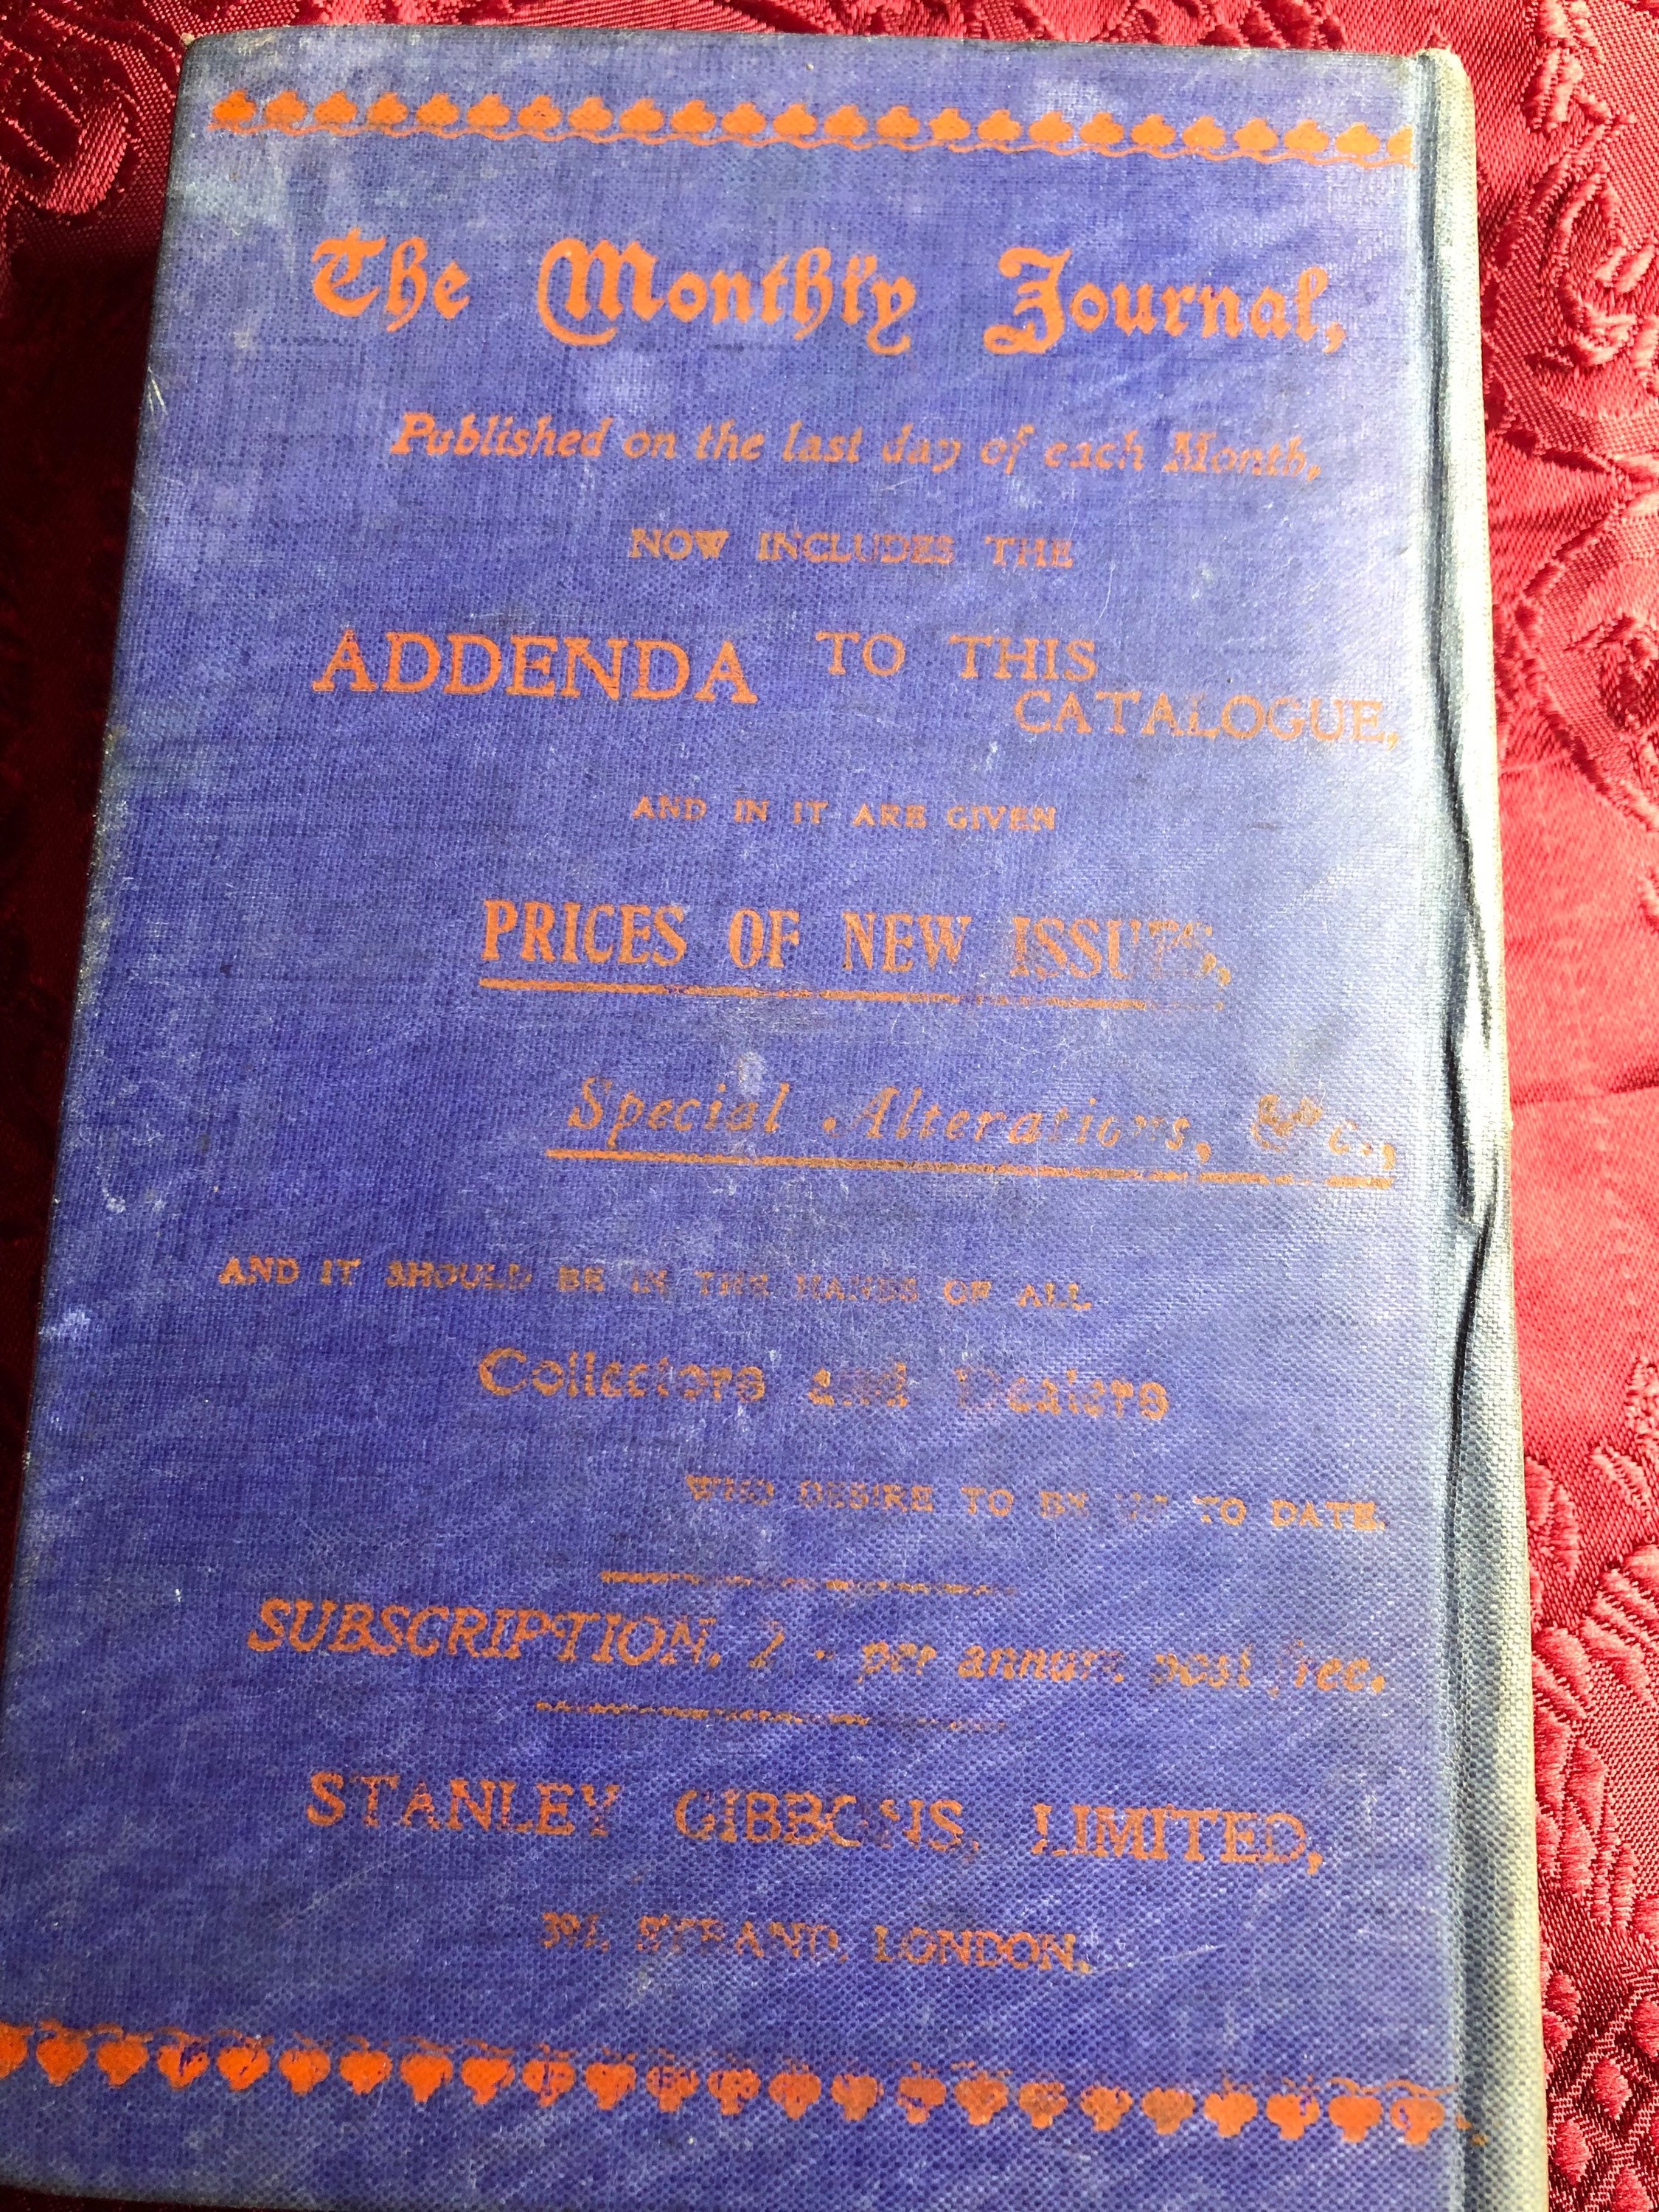 The Monthly Journal,
Published on the last day of each Month,
NOW INCLUDES THE
ADDENDA TO THIS
CATALOGUE,
AND IN IT ARE GIVEN
PRICES OF NEW ISSUES,
Special Alterations, &c.,
AND IT SHOULD BE IN THE HANDS OF ALL
Collectors and Dealers
WHO DESIRE TO BE UP TO DATE.
SUBSCRIPTION, 2/- per annum post free.
STANLEY GIBBONS, LIMITED,
391, STRAND, LONDON.